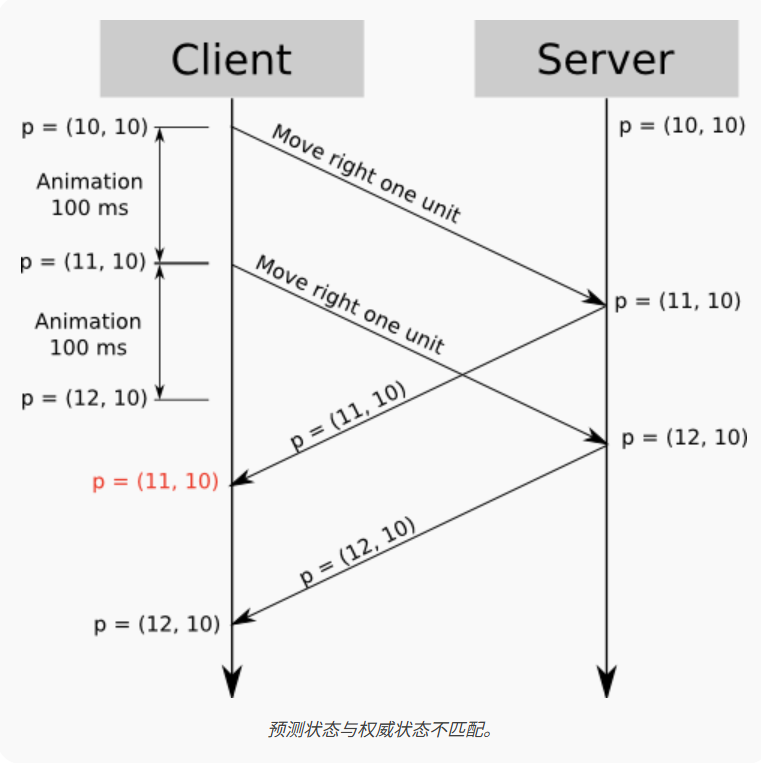 Client
Server
p = (10, 10)
p = (10, 10)
Move right one unit
Animation
100 ms
p = (11, 10)
Move right one unit
p = (11, 10)
Animation
100 ms
p = (12, 10)
p = (11, 10)
p = (12, 10)
p = (11, 10)
p = (12, 10)
p = (12, 10)
预测状态与权威状态不匹配。